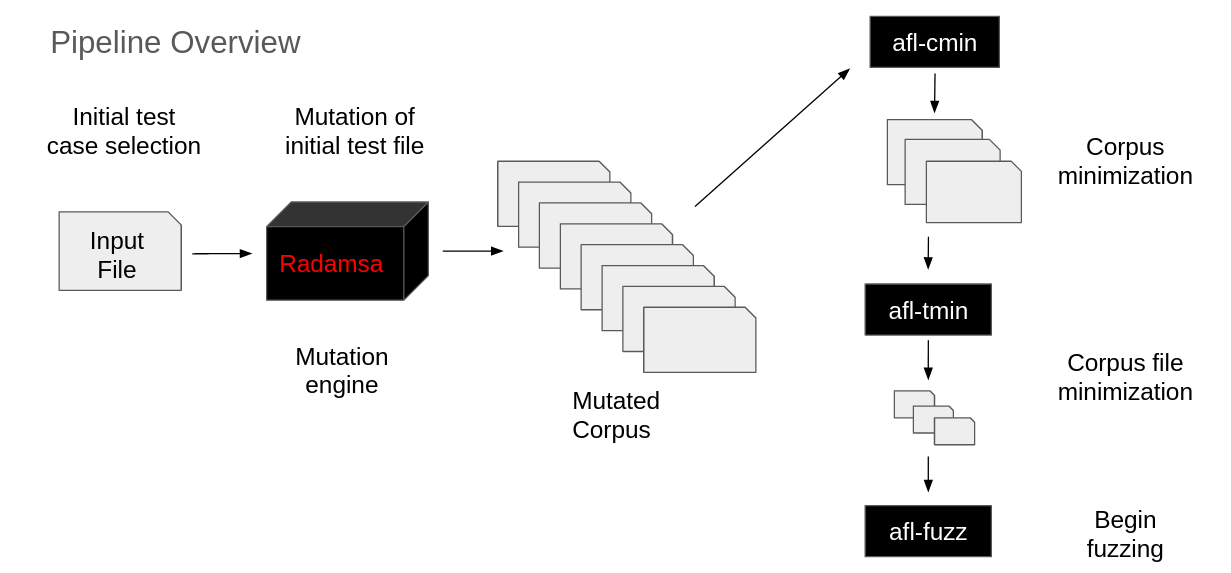 Pipeline Overview
Initial test
case selection
Input
File
Mutation of
initial test file
Radamsa
Mutation
engine
Mutated
Corpus
afl-cmin
Corpus
minimization
afl-tmin
Corpus file
minimization
afl-fuzz
Begin
fuzzing